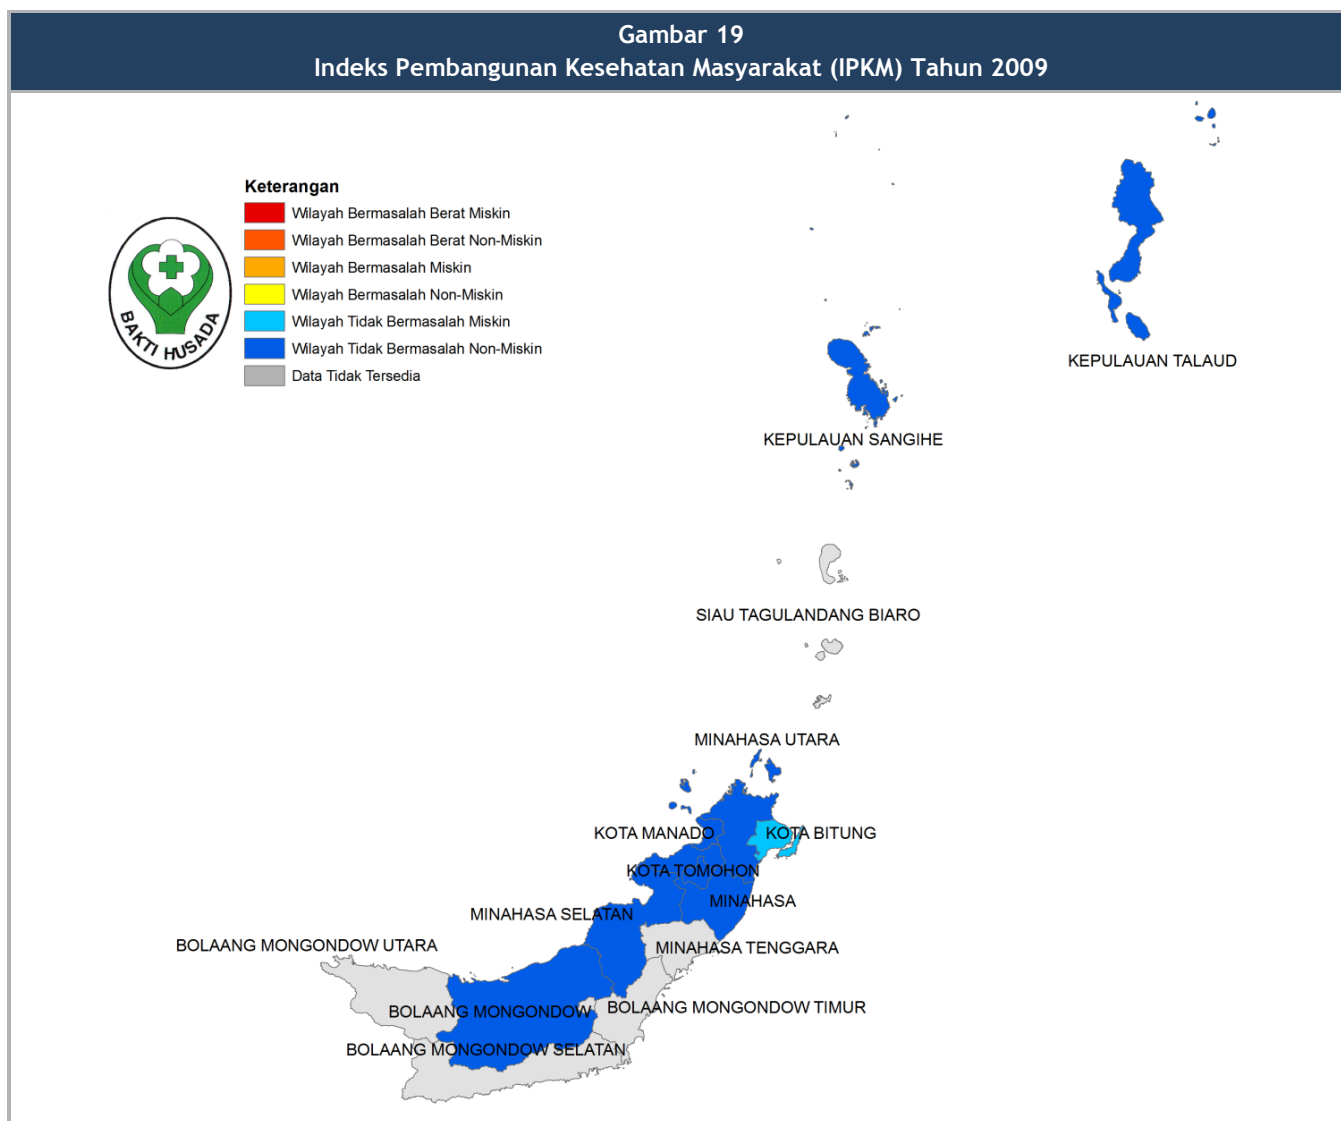 Gambar 19
Indeks Pembangunan Kesehatan Masyarakat (IPKM) Tahun 2009
Keterangan
Wilayah Bermasalah Berat Miskin
Wilayah Bermasalah Berat Non-Miskin
Wilayah Bermasalah Miskin
Wilayah Bermasalah Non-Miskin
Wilayah Tidak Bermasalah Miskin
Wilayah Tidak Bermasalah Non-Miskin
Data Tidak Tersedia
BAKTI HUSADA
KEPULAUAN TALAUD
KEPULAUAN SANGIHE
SIAU TAGULANDANG BIARO
MINAHASA UTARA
KOTA MANADO
KOTA BITUNG
KOTA TOMOHON
MINAHASA
MINAHASA SELATAN
BOLAANG MONGONDOW UTARA
MINAHASA TENGGARA
BOLAANG MONGONDOW
BOLAANG MONGONDOW TIMUR
BOLAANG MONGONDOW SELATAN